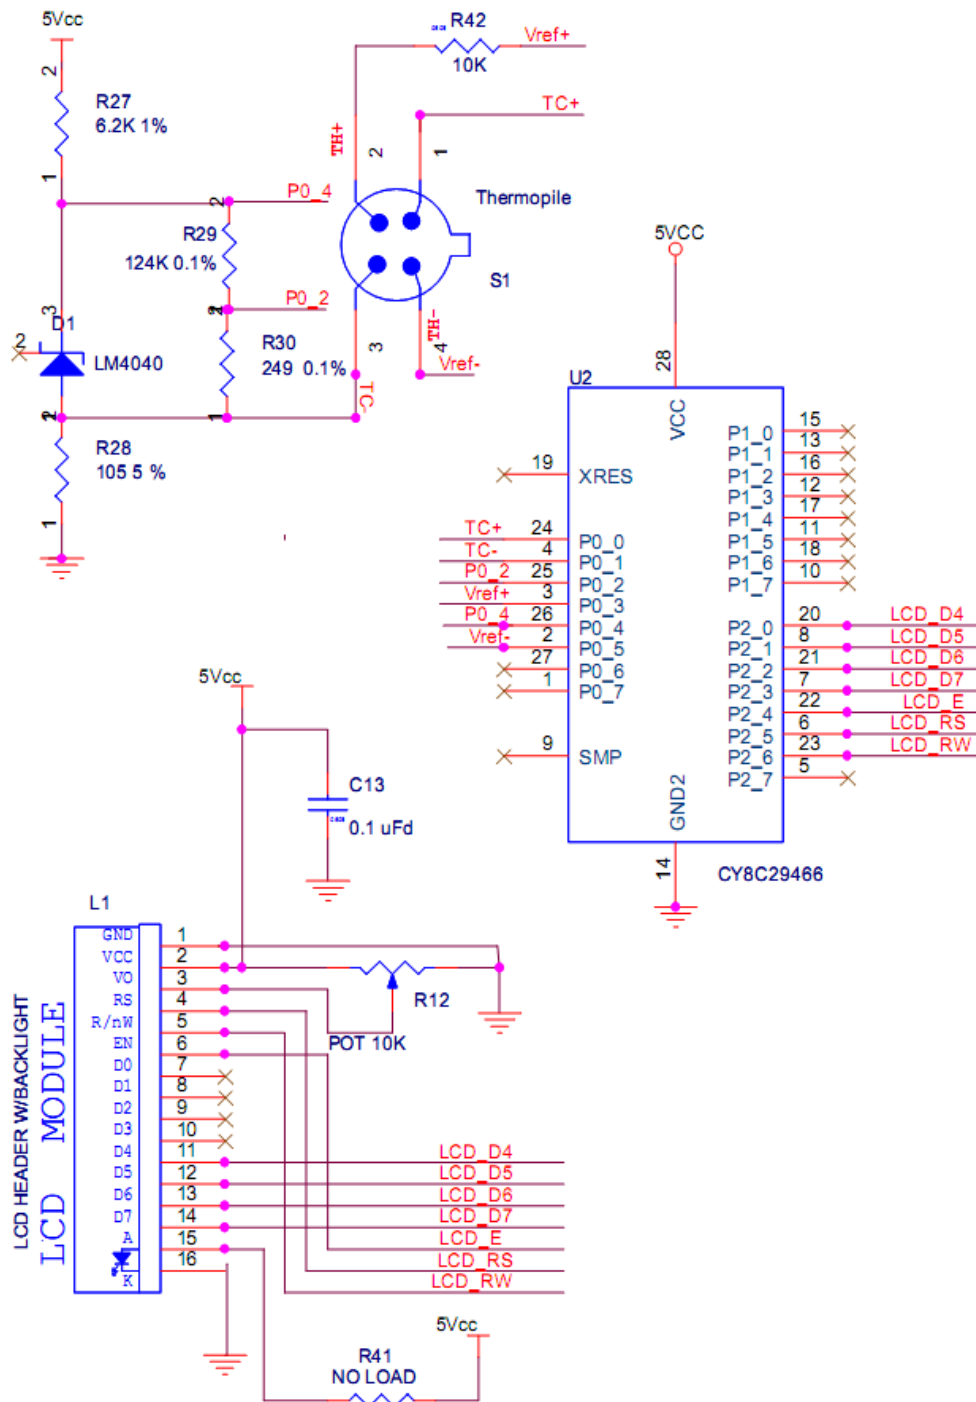 5Vcc
2
R27
6.2K 1%
1
P0_4
2
R29
124K 0.1%
P0_2
2
R30
249 0.1%
1
3
D1
2
LM4040
2
R28
105 5 %
1
R42
10K
Vref+
TC+
TH+
2
1
Thermopile
S1
TH-
3
4
TC-
Vref-
5VCC
28
U2
VCC
19
XRES
TC+
24
P0_0
TC-
4
P0_1
P0_2
25
P0_2
Vref+
3
P0_3
P0_4
26
P0_4
Vref-
2
P0_5
27
P0_6
1
P0_7
9
SMP
P1_0
15
P1_1
13
P1_2
16
P1_3
12
P1_4
17
P1_5
11
P1_6
18
P1_7
10
P2_0
20
LCD_D4
P2_1
8
LCD_D5
P2_2
21
LCD_D6
P2_3
7
LCD_D7
P2_4
22
LCD_E
P2_5
6
LCD_RS
P2_6
23
LCD_RW
P2_7
5
GND2
14
CY8C29466
5Vcc
C13
0.1 uFd
L1
LCD HEADER W/BACKLIGHT
LCD MODULE
GND
1
VCC
2
VO
3
RS
4
R/nW
5
EN
6
D0
7
D1
8
D2
9
D3
10
D4
11
D5
12
D6
13
D7
14
A
15
16
K
R12
POT 10K
LCD_D4
LCD_D5
LCD_D6
LCD_D7
LCD_E
LCD_RS
LCD_RW
5Vcc
R41
NO LOAD